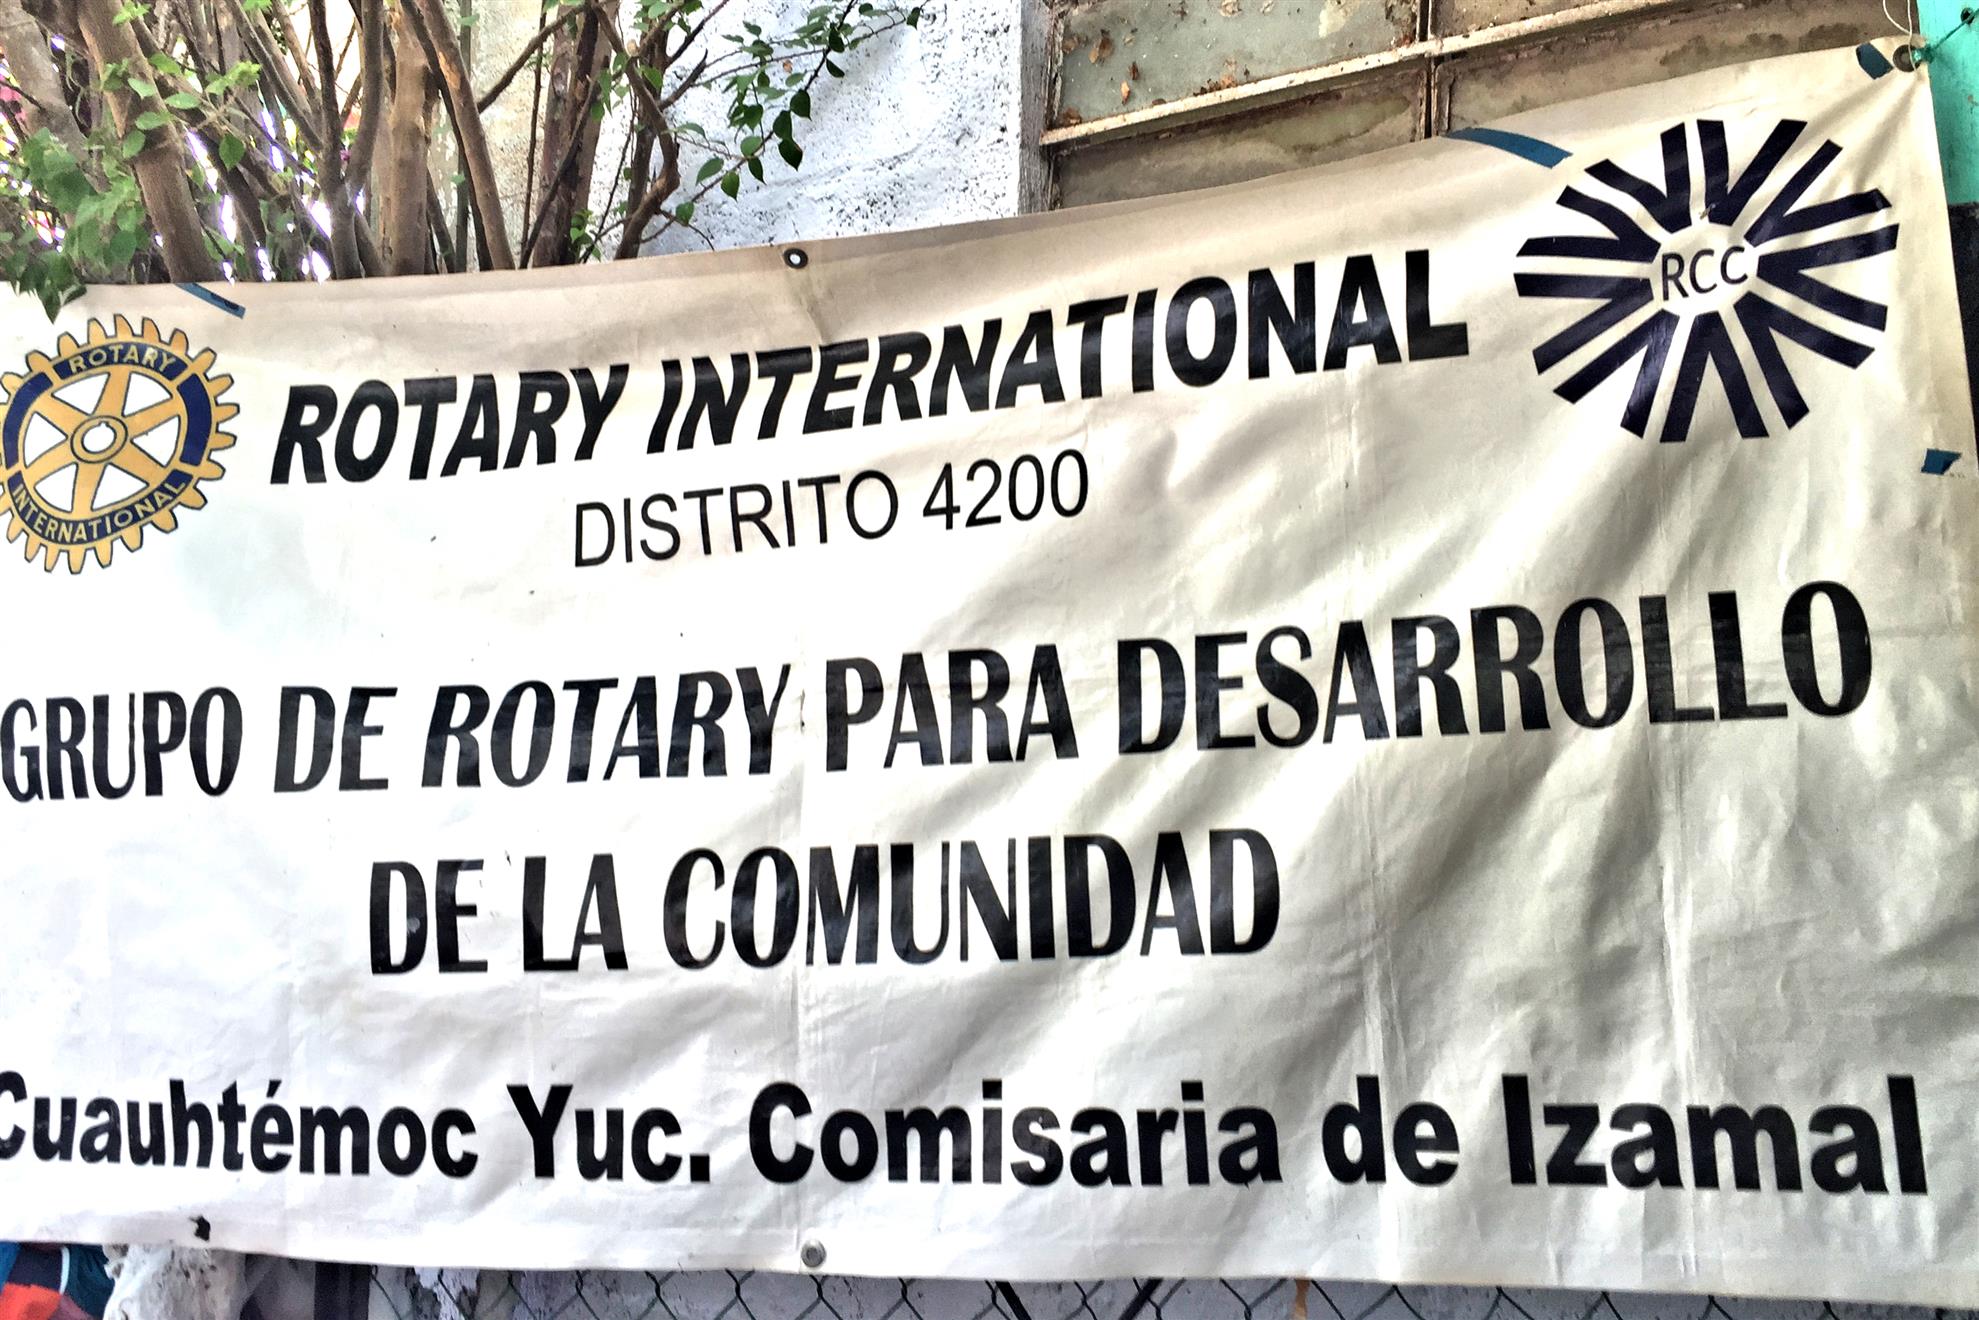 ROTARY
INTERNATIONAL
ROTARY INTERNATIONAL
RCC
DISTRITO 4200
GRUPO DE ROTARY PARA DESARROLLO
DE LA COMUNIDAD
Cuauhtémoc Yuc. Comisaria de Izamal